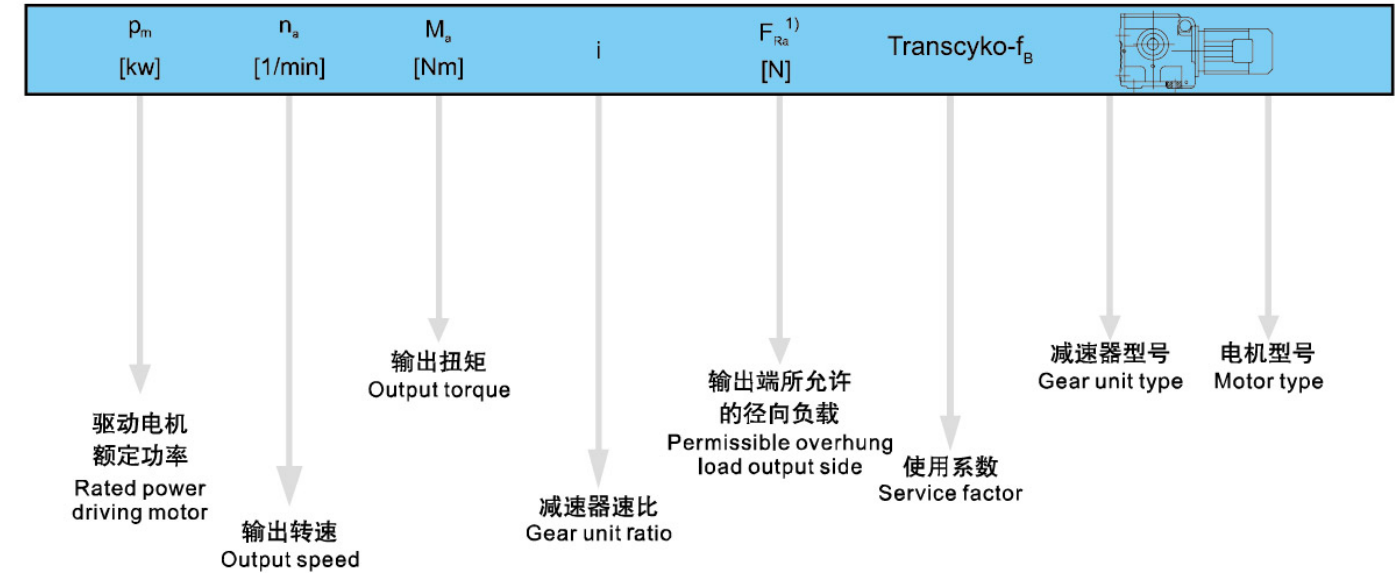 pₘ
[kw]
nₐ
[1/min]
Mₐ
[Nm]
i
F_Ra ¹⁾
[N]
Transcyko-f_B
驱动电机
额定功率
Rated power
driving motor
输出转速
Output speed
输出扭矩
Output torque
减速器速比
Gear unit ratio
输出端所允许
的径向负载
Permissible overhung
load output side
使用系数
Service factor
减速器型号
Gear unit type
电机型号
Motor type